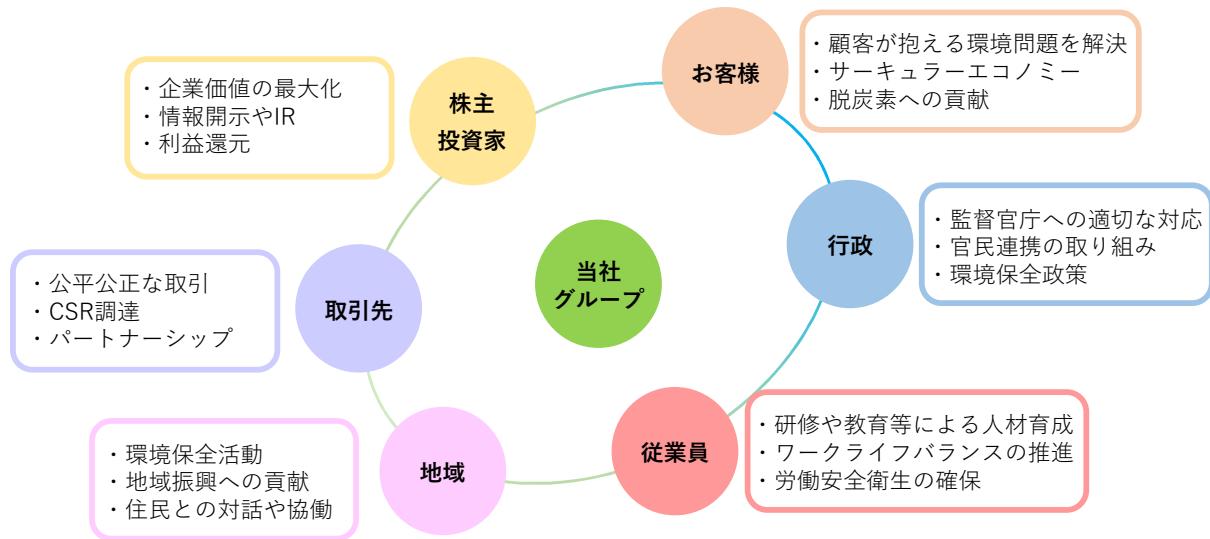 お客様
・顧客が抱える環境問題を解決
・サーキュラーエコノミー
・脱炭素への貢献
株主
投資家
・企業価値の最大化
・情報開示やIR
・利益還元
行政
・監督官庁への適切な対応
・官民連携の取り組み
・環境保全政策
当社
グループ
取引先
・公平公正な取引
・CSR調達
・パートナーシップ
従業員
・研修や教育等による人材育成
・ワークライフバランスの推進
・労働安全衛生の確保
地域
・環境保全活動
・地域振興への貢献
・住民との対話や協働